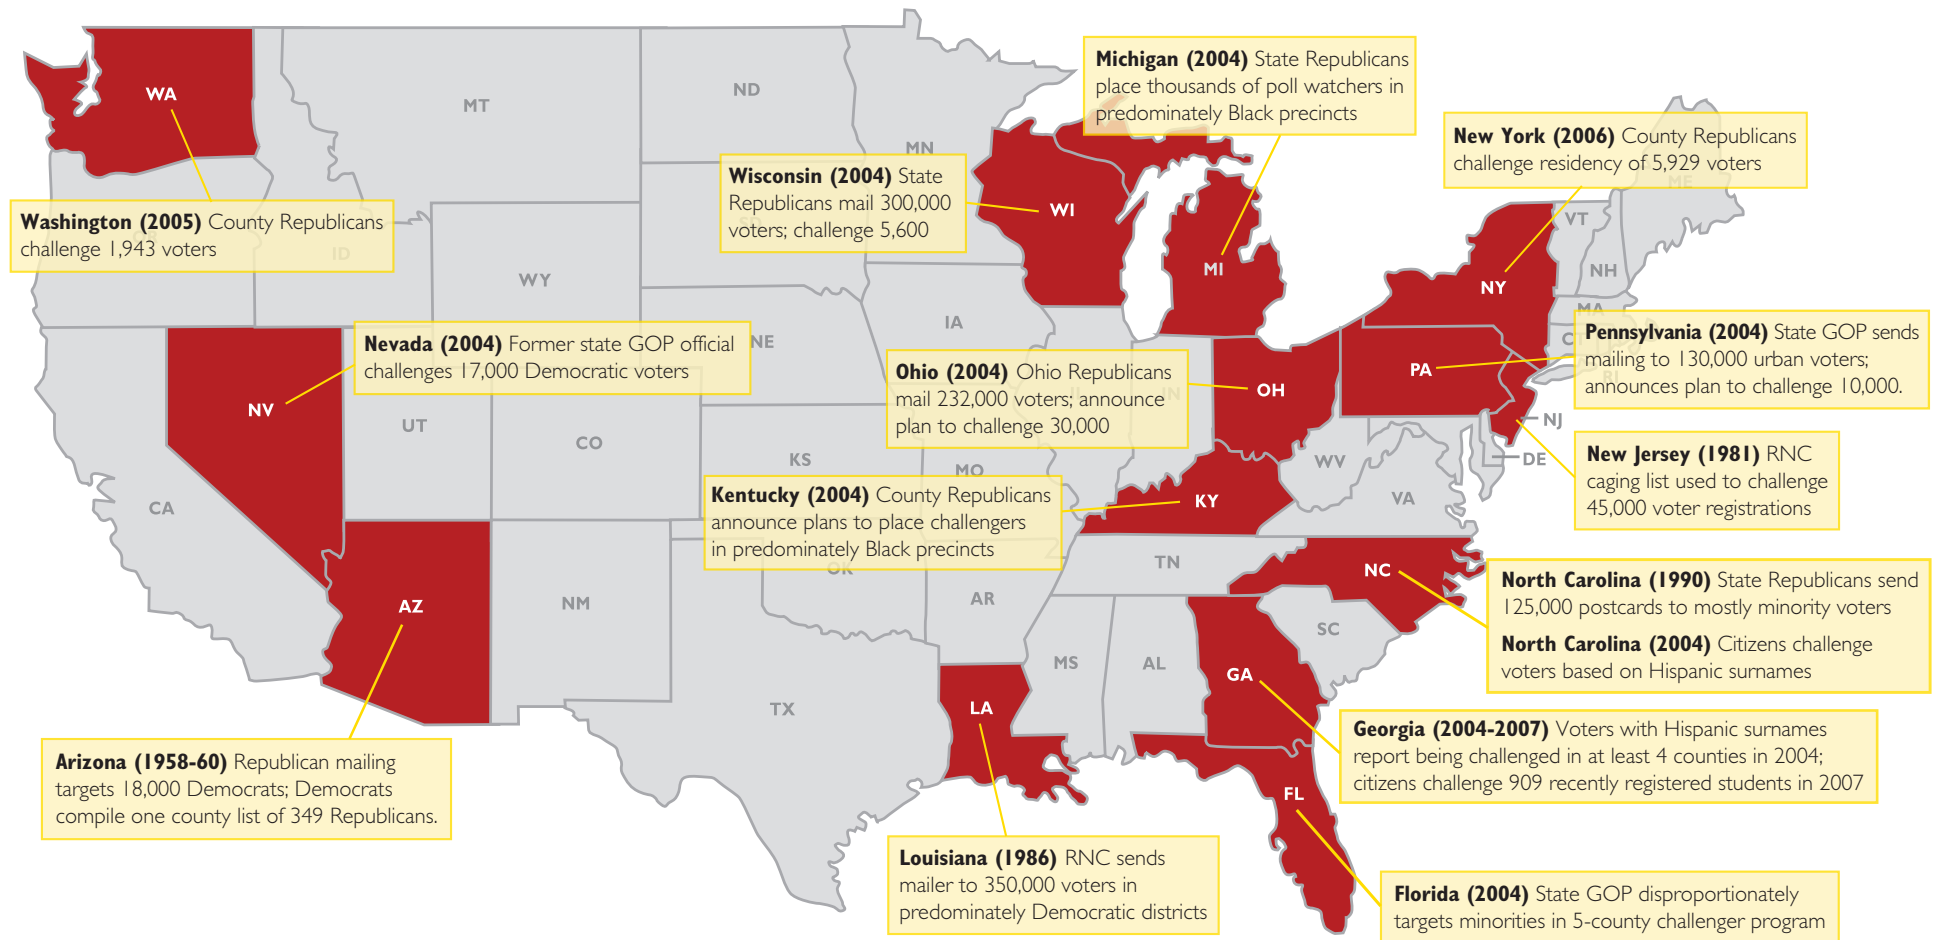 WA
MT
ND
MN
Michigan (2004) State Republicans
place thousands of poll watchers in
predominately Black precincts
New York (2006) County Republicans
challenge residency of 5,929 voters
ME
Wisconsin (2004) State
Republicans mail 300,000
voters; challenge 5,600
SD
WI
MI
VT
NH
NY
MA
Washington (2005) County Republicans
challenge 1,943 voters
OR
ID
WY
IA
Nevada (2004) Former state GOP official
challenges 17,000 Democratic voters
NE
Ohio (2004) Ohio Republicans
mail 232,000 voters; announce
plan to challenge 30,000
IL
IN
OH
PA
Pennsylvania (2004) State GOP sends
mailing to 130,000 urban voters;
announces plan to challenge 10,000.
CT
RI
NJ
DE
NV
UT
CO
KS
MO
WV
VA
New Jersey (1981) RNC
caging list used to challenge
45,000 voter registrations
CA
Kentucky (2004) County Republicans
announce plans to place challengers
in predominately Black precincts
KY
OK
TN
NC
North Carolina (1990) State Republicans send
125,000 postcards to mostly minority voters
North Carolina (2004) Citizens challenge
voters based on Hispanic surnames
AZ
NM
AR
SC
MS
AL
GA
TX
LA
Georgia (2004-2007) Voters with Hispanic surnames
report being challenged in at least 4 counties in 2004;
citizens challenge 909 recently registered students in 2007
Arizona (1958-60) Republican mailing
targets 18,000 Democrats; Democrats
compile one county list of 349 Republicans.
FL
Louisiana (1986) RNC sends
mailer to 350,000 voters in
predominately Democratic districts
Florida (2004) State GOP disproportionately
targets minorities in 5-county challenger program